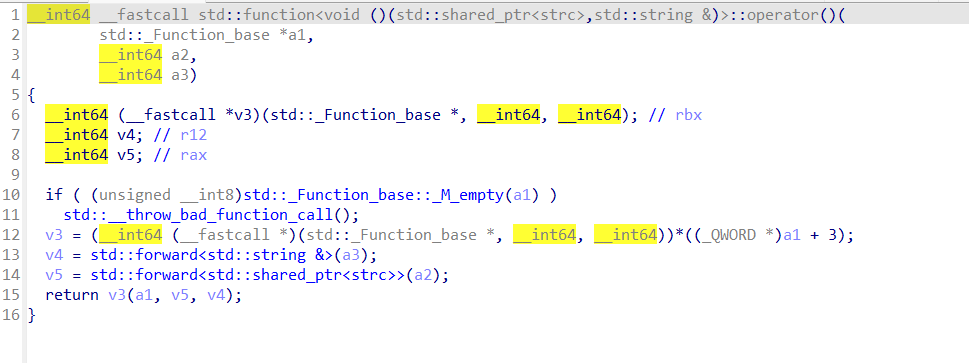 1 __int64 __fastcall std::function<void ()(std::shared_ptr<strc>,std::string &)>::operator()(
2 std::_Function_base *a1,
3 __int64 a2,
4 __int64 a3)
5 {
6 __int64 (__fastcall *v3)(std::_Function_base *, __int64, __int64); // rbx
7 __int64 v4; // r12
8 __int64 v5; // rax
9
10 if ( (unsigned __int8)std::_Function_base::_M_empty(a1) )
11 std::__throw_bad_function_call();
12 v3 = (__int64 (__fastcall *)(std::_Function_base *, __int64, __int64))*((_QWORD *)a1 + 3);
13 v4 = std::forward<std::string &>(a3);
14 v5 = std::forward<std::shared_ptr<strc>>(a2);
15 return v3(a1, v5, v4);
16 }